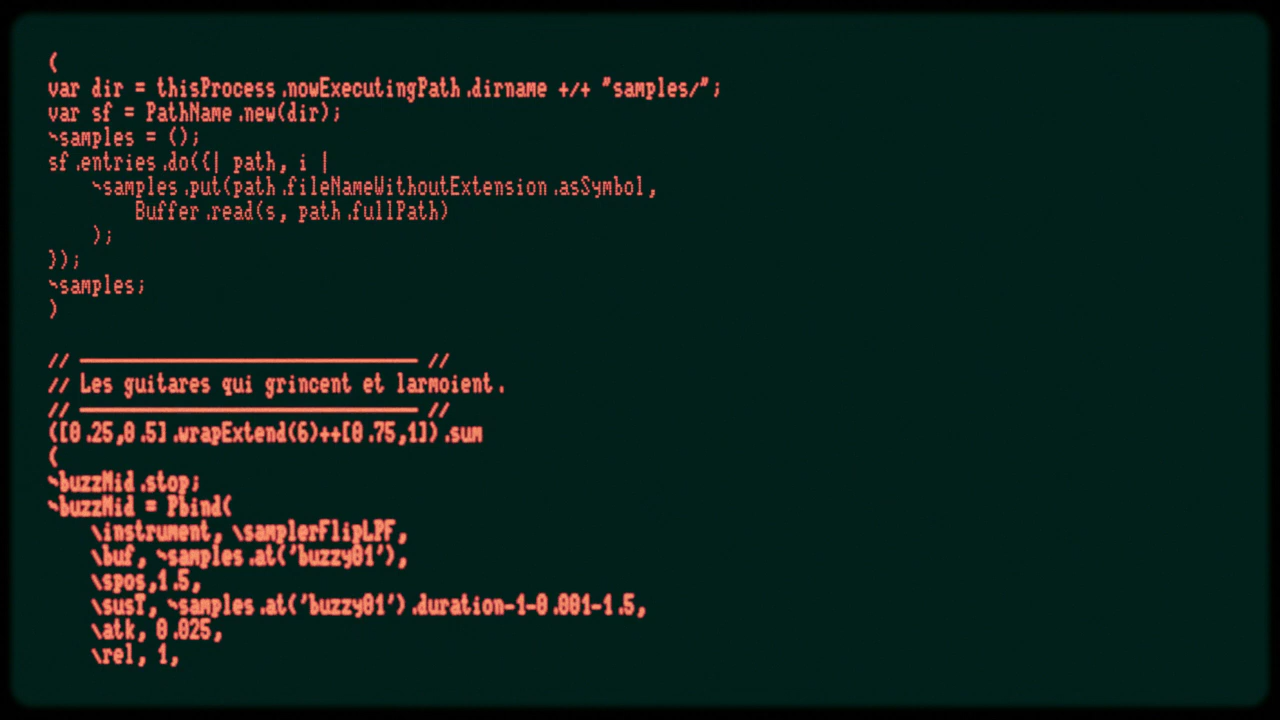 (
var dir = thisProcess.nowExecutingPath.dirname +/+ "samples/";
var sf = PathName.new(dir);
~samples = ();
sf.entries.do({| path, i |
    ~samples.put(path.fileNameWithoutExtension.asSymbol,
        Buffer.read(s, path.fullPath)
    );
});
~samples;
)
// ─────────────────────────────── //
// Les guitares qui grincent et larmoient.
// ─────────────────────────────── //
([0.25,0.5].wrapExtend(6)++[0.75,1]).sum
(
~buzzMid.stop;
~buzzMid = Pbind(
    \instrument, \samplerFlipLPF,
    \buf, ~samples.at('buzzy01'),
    \spos,1.5,
    \susT, ~samples.at('buzzy01').duration-1-0.001-1.5,
    \atk, 0.025,
    \rel, 1,